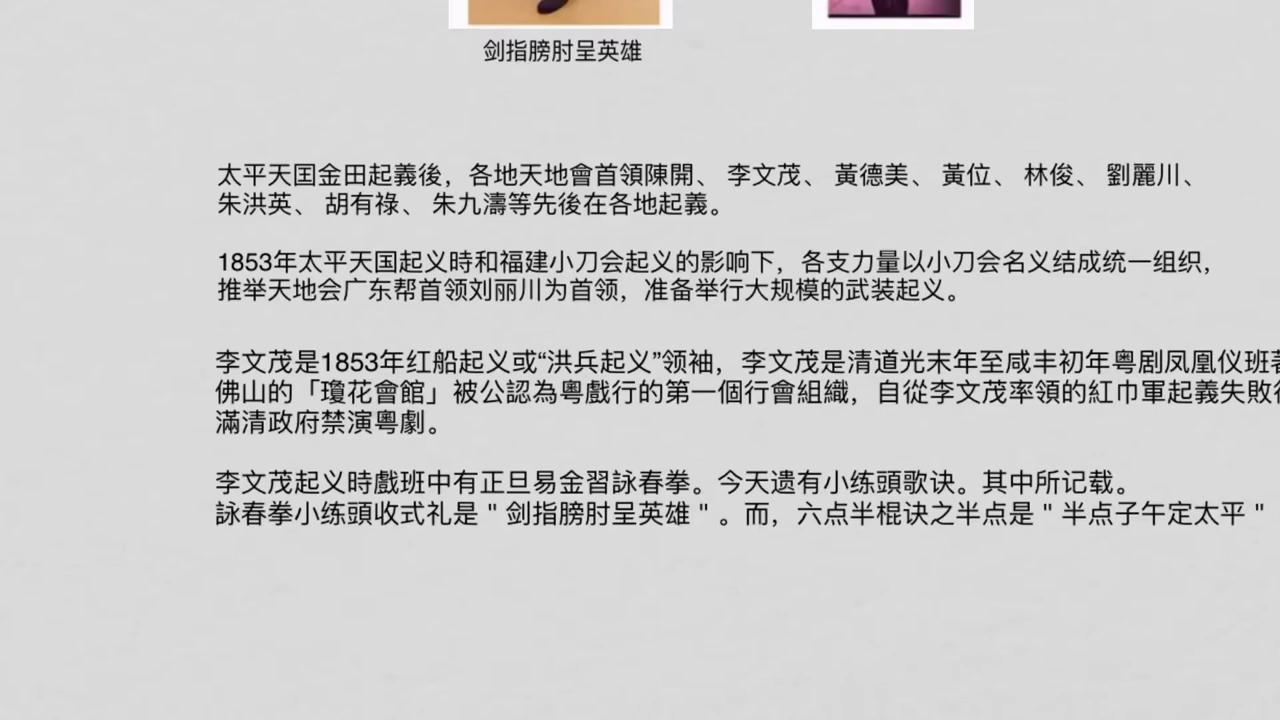 剑指膀肘呈英雄
太平天囯金田起義後，各地天地會首領陳開、 李文茂、 黃德美、 黃位、 林俊、 劉麗川、
朱洪英、 胡有祿、 朱九濤等先後在各地起義。
1853年太平天国起义時和福建小刀会起义的影响下，各支力量以小刀会名义结成统一组织，
推举天地会广东帮首领刘丽川为首领，准备举行大规模的武装起义。
李文茂是1853年红船起义或“洪兵起义”领袖，李文茂是清道光末年至咸丰初年粤剧凤凰仪班
佛山的「瓊花會館」被公認為粵戲行的第一個行會組織，自從李文茂率領的紅巾軍起義失敗
滿清政府禁演粵劇。
李文茂起义時戲班中有正旦易金習詠春拳。今天遗有小练頭歌诀。其中所记载。
詠春拳小练頭收式礼是 " 剑指膀肘呈英雄 " 。而，六点半棍诀之半点是 " 半点子午定太平 "